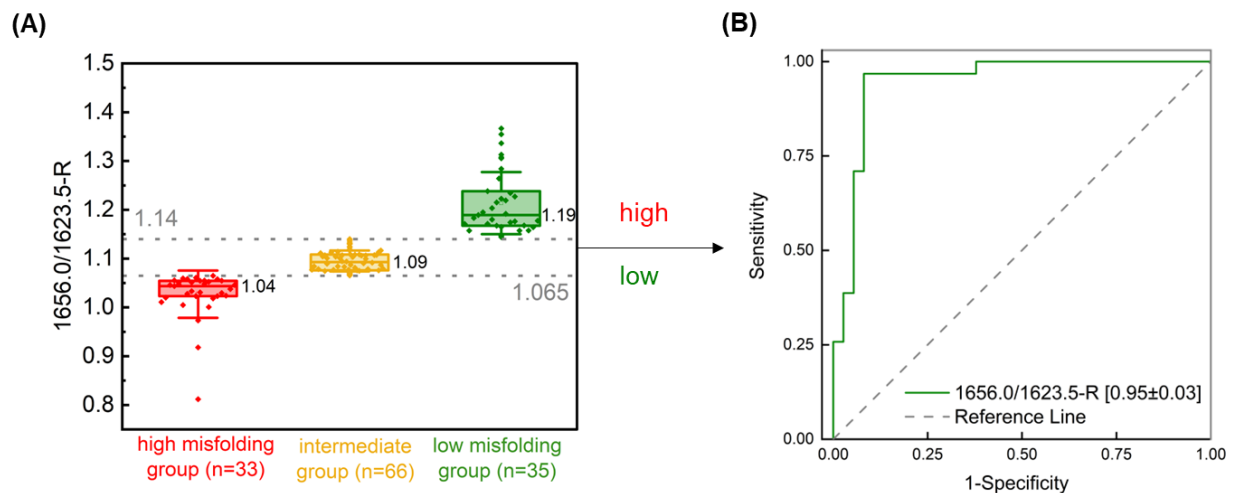 (A)
1656.0/1623.5-R
1.5
1.4
1.3
1.2
1.1
1.0
0.9
0.8
1.14
1.065
1.04
1.09
1.19
high misfolding
group (n=33)
intermediate
group (n=66)
low misfolding
group (n=35)
high
low
(B)
Sensitivity
1.00
0.75
0.50
0.25
0.00
1656.0/1623.5-R [0.95±0.03]
Reference Line
0.00 0.25 0.50 0.75 1.00
1-Specificity